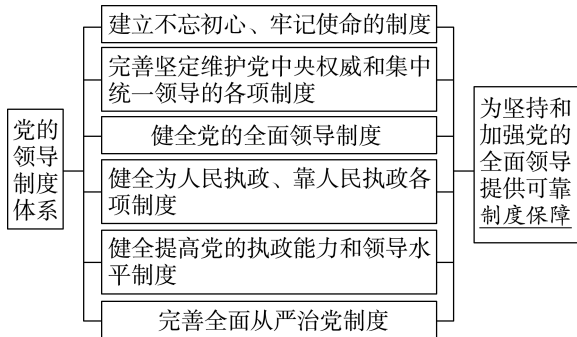 党的
领导
制度
体系
建立不忘初心、牢记使命的制度
完善坚定维护党中央权威和集中
统一领导的各项制度
健全党的全面领导制度
健全为人民执政、靠人民执政各
项制度
健全提高党的执政能力和领导水
平制度
完善全面从严治党制度
为坚持和
加强党的
全面领导
提供可靠
制度保障